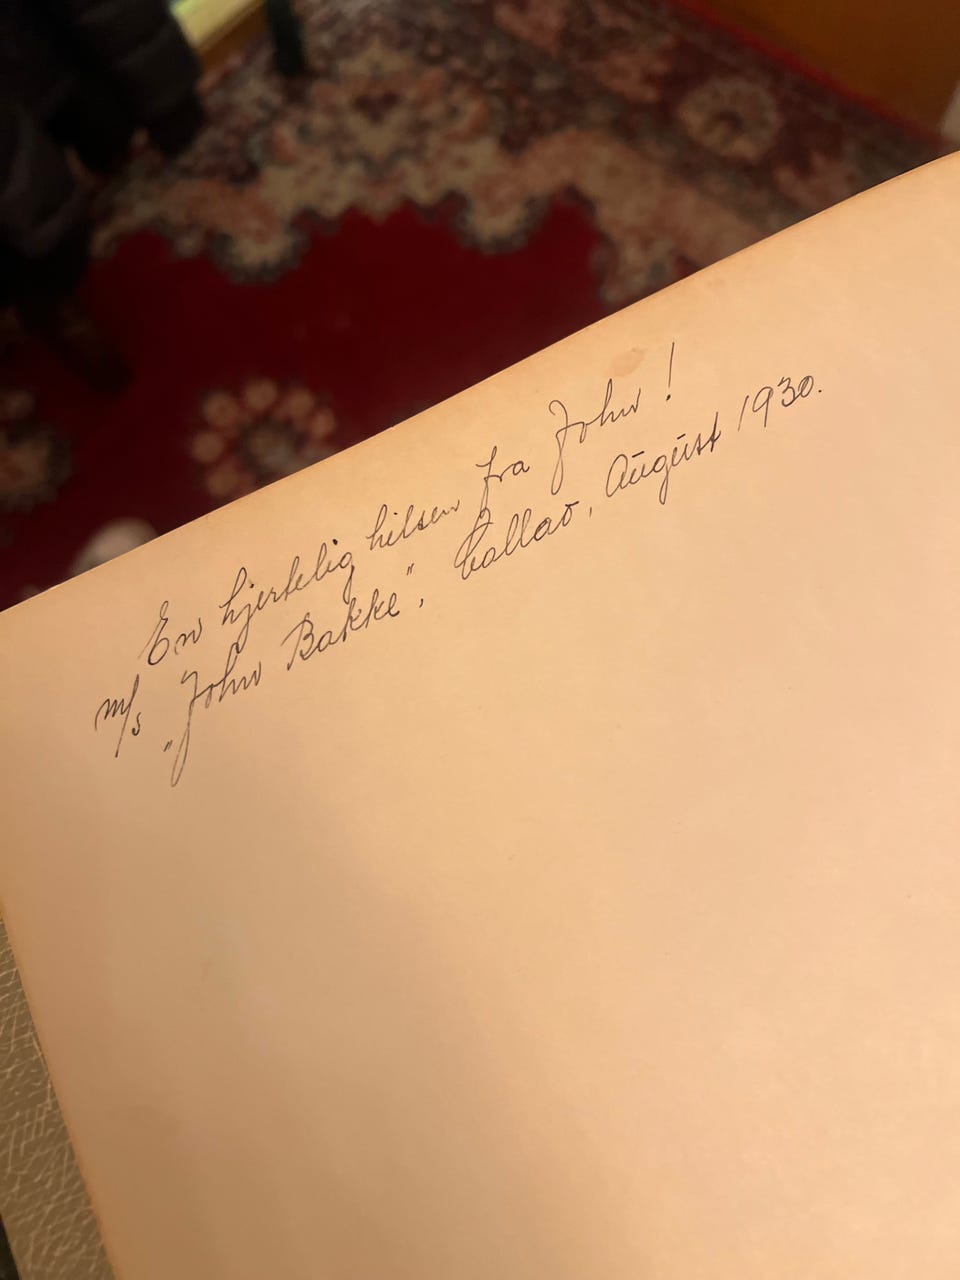 En hjertelig hilsen fra John!
m/s „John Bakke", Callao, August 1930.